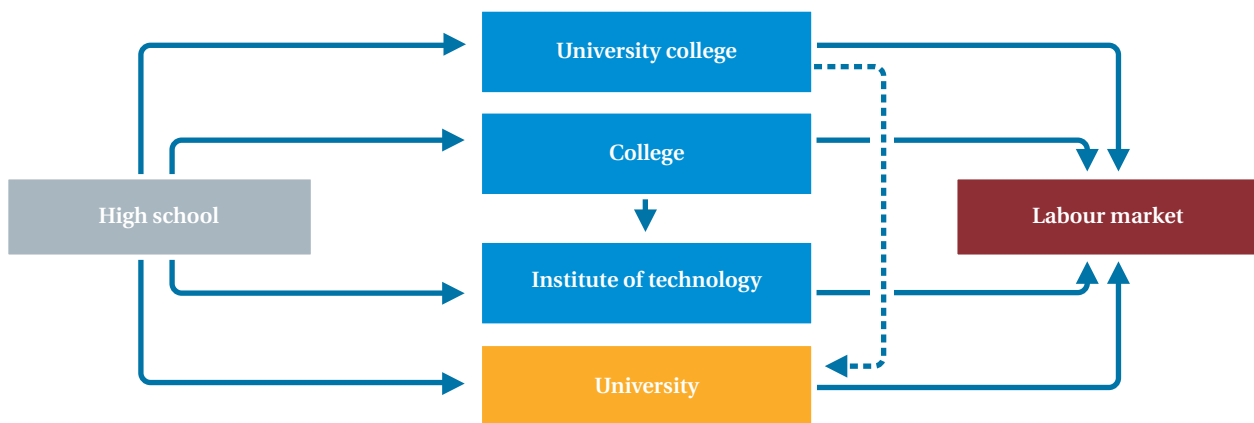 University college
College
High school
Labour market
Institute of technology
University